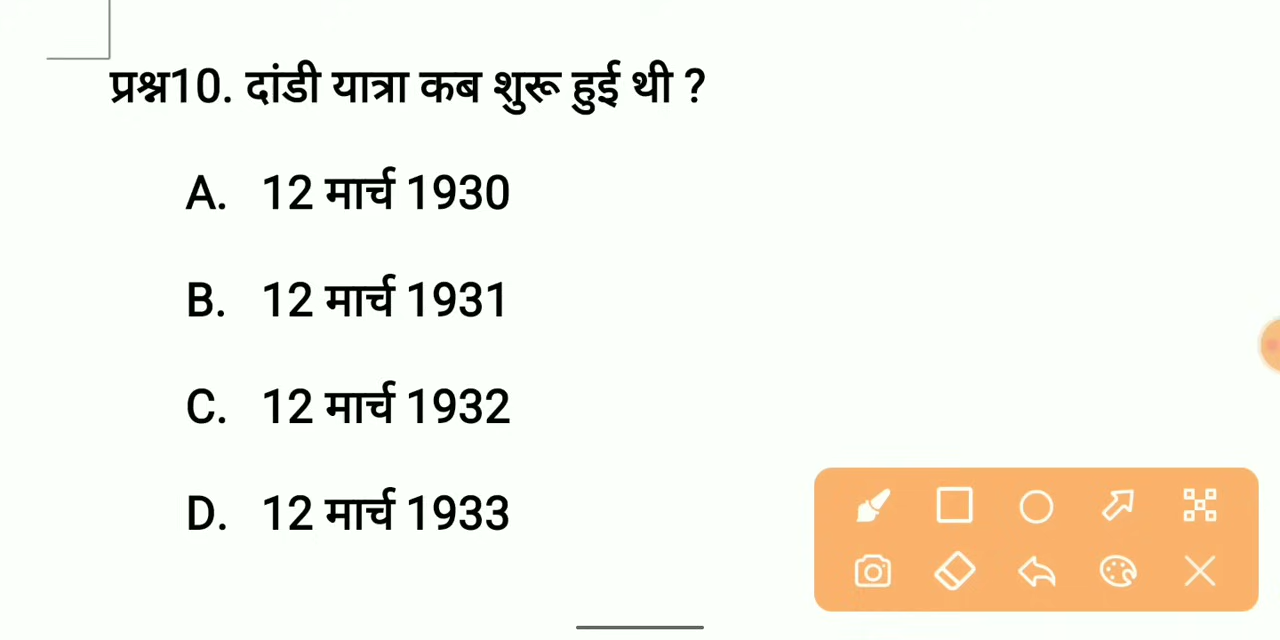 प्रश्न10. दांडी यात्रा कब शुरू हुई थी ?
A. 12 मार्च 1930
B. 12 मार्च 1931
C. 12 मार्च 1932
D. 12 मार्च 1933